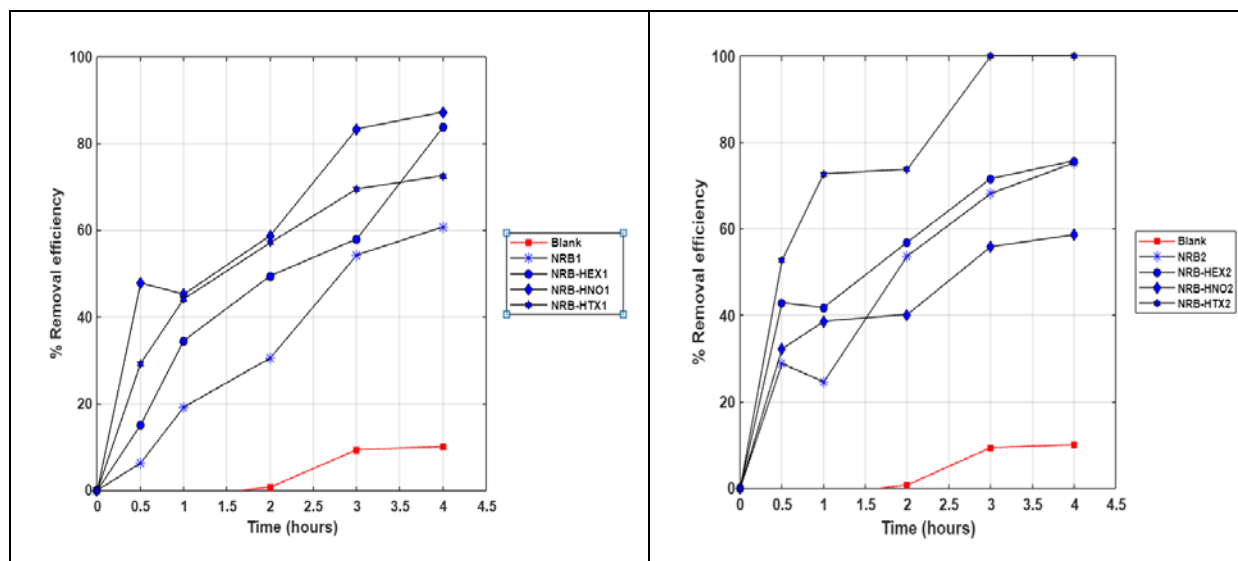 100
80
60
40
20
0
% Removal efficiency
0 0.5 1 1.5 2 2.5 3 3.5 4 4.5
Time (hours)
Blank
NRB1
NRB-HEX1
NRB-HNO1
NRB-HTX1
100
80
60
40
20
0
% Removal efficiency
0 0.5 1 1.5 2 2.5 3 3.5 4 4.5
Time (hours)
Blank
NRB2
NRB-HEX2
NRB-HNO2
NRB-HTX2